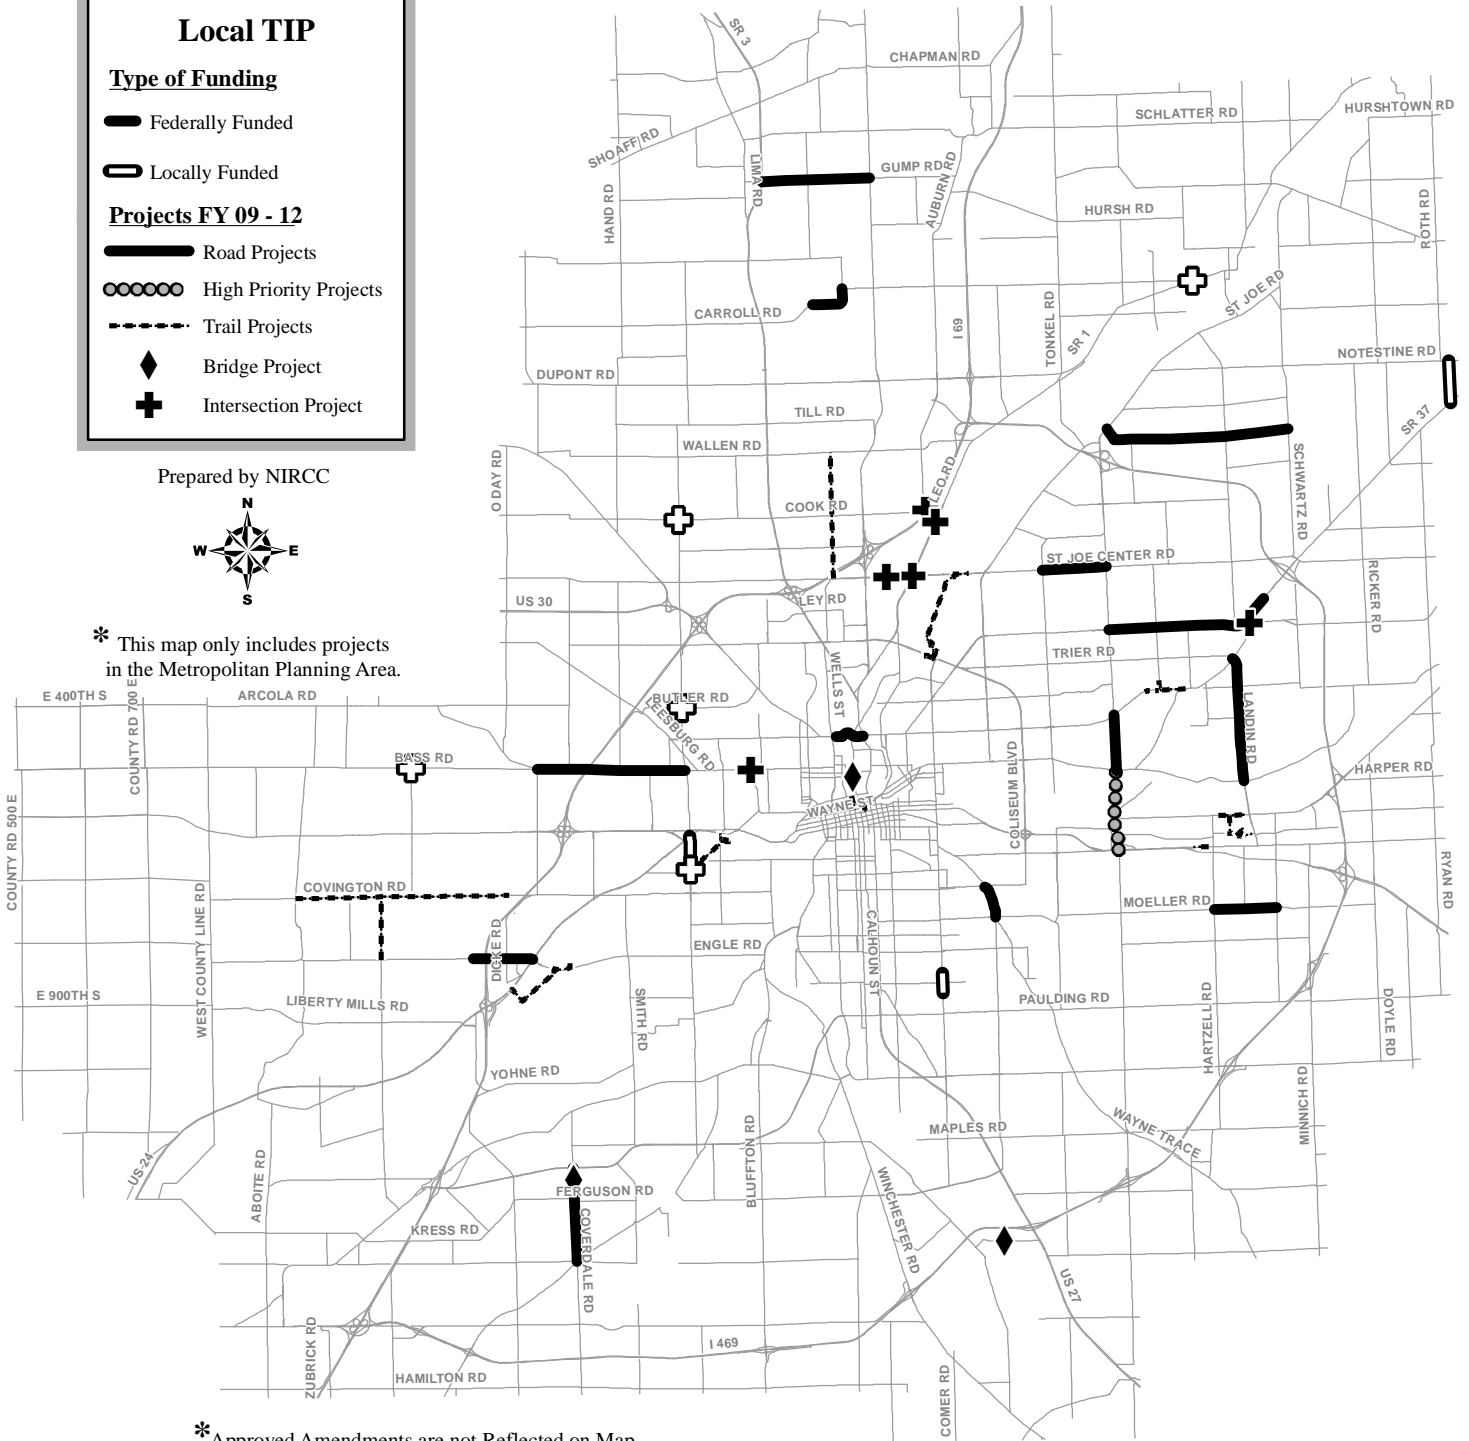 Local TIP
Type of Funding
Federally Funded
Locally Funded
Projects FY 09 - 12
Road Projects
High Priority Projects
Trail Projects
Bridge Project
Intersection Project
Prepared by NIRCC
N
W
E
S
* This map only includes projects
in the Metropolitan Planning Area.
SR 3
CHAPMAN RD
SCHLATTER RD
HURSHTOWN RD
SHOAFF RD
LIMA RD
GUMP RD
AUBURN RD
HAND RD
HURSH RD
ROTH RD
ST JOE RD
CARROLL RD
I 69
TONKEL RD
SR 1
NOTESTINE RD
DUPONT RD
TILL RD
SR 37
WALLEN RD
O DAY RD
LEO RD
SCHWARTZ RD
COOK RD
ST JOE CENTER RD
US 30
LEY RD
RICKER RD
TRIER RD
WELLS ST
E 400TH S
COUNTY RD 700 E
ARCOLA RD
BUTLER RD
LEESBURG RD
LANDIN RD
BASS RD
COLISEUM BLVD
HARPER RD
WAYNE ST
COUNTY RD 500 E
COVINGTON RD
WEST COUNTY LINE RD
MOELLER RD
RYAN RD
CALHOUN ST
DICKE RD
ENGLE RD
E 900TH S
LIBERTY MILLS RD
SMITH RD
PAULDING RD
HARTZELL RD
DOYLE RD
YOHNE RD
MINNICH RD
MAPLES RD
WAYNE TRACE
US 24
ABOITE RD
BLUFFTON RD
WINCHESTER RD
FERGUSON RD
KRESS RD
COVERDALE RD
US 27
ZUBRICK RD
I 469
HAMILTON RD
COMER RD
*Approved Amendments are not Reflected on Map